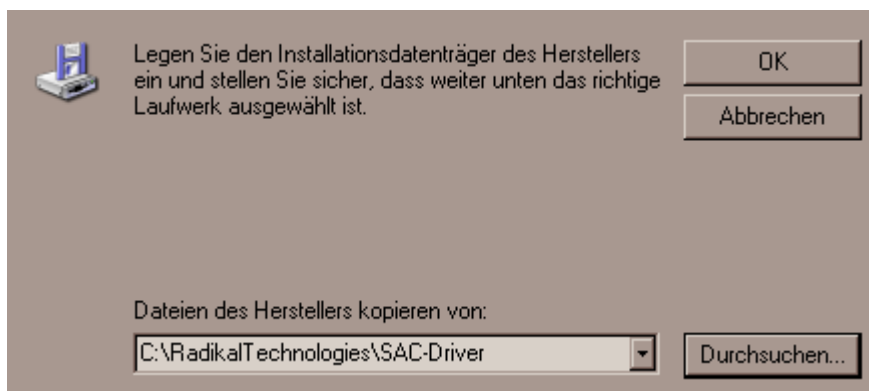 Legen Sie den Installationsdatenträger des Herstellers
ein und stellen Sie sicher, dass weiter unten das richtige
Laufwerk ausgewählt ist.
OK
Abbrechen
Dateien des Herstellers kopieren von:
C:\RadikalTechnologies\SAC-Driver
Durchsuchen...